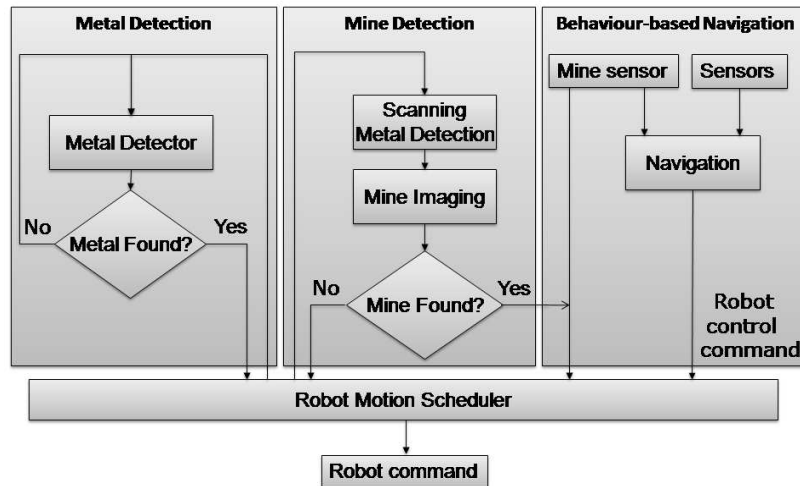 Metal Detection
Mine Detection
Behaviour-based Navigation
Mine sensor
Sensors
Scanning
Metal Detection
Metal Detector
Navigation
Mine Imaging
No
Yes
Metal Found?
No
Yes
Mine Found?
Robot
control
command
Robot Motion Scheduler
Robot command